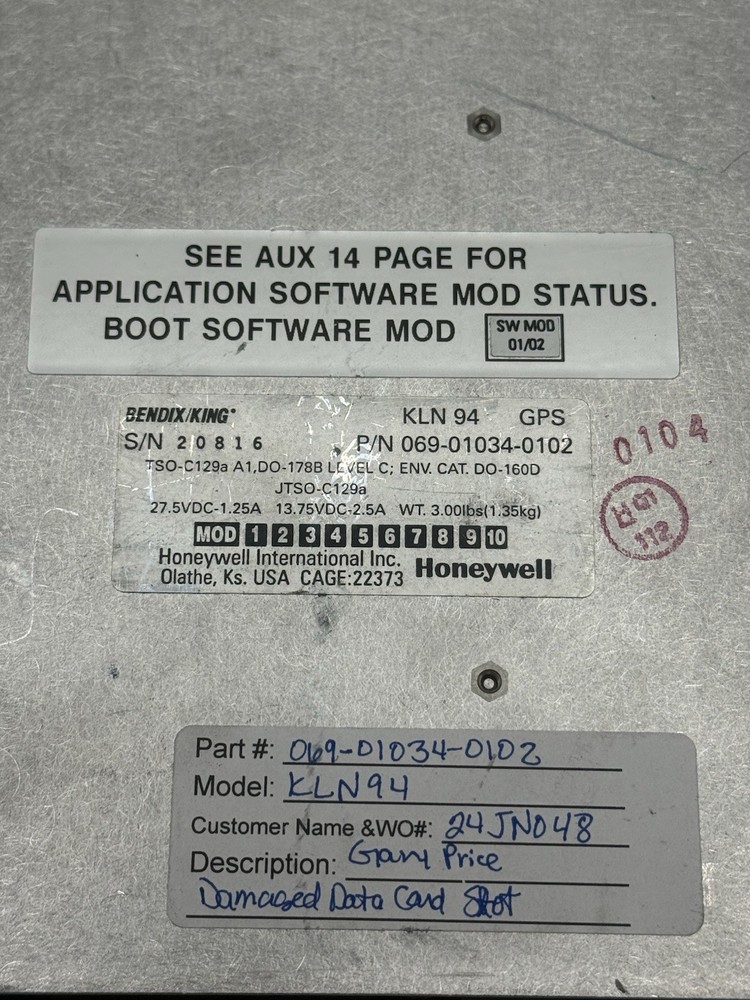 SEE AUX 14 PAGE FOR
APPLICATION SOFTWARE MOD STATUS.
BOOT SOFTWARE MOD
SW MOD
01/02
BENDIX/KING® KLN 94 GPS
S/N 20816 P/N 069-01034-0102
TSO-C129a A1,DO-178B LEVEL C; ENV. CAT. DO-160D
JTSO-C129a
27.5VDC-1.25A 13.75VDC-2.5A WT. 3.00lbs(1.35kg)
MOD 1 2 3 4 5 6 7 8 9 10
Honeywell International Inc.
Olathe, Ks. USA CAGE:22373 Honeywell
0104
112
Part #: 069-01034-0102
Model: KLN94
Customer Name &WO#: 24JN048
Description: Gary Price
Damaged Data Card Slot